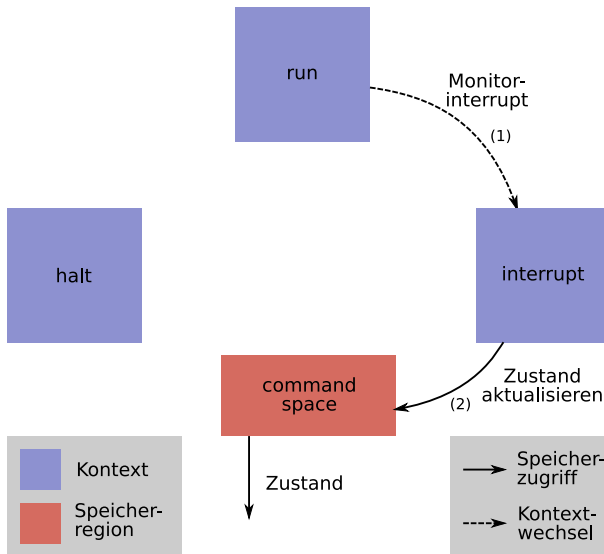 run
Monitor-
interrupt
(1)
halt
interrupt
command
space
Zustand
aktualisieren
(2)
Zustand
Kontext
Speicher-
region
Speicher-
zugriff
Kontext-
wechsel